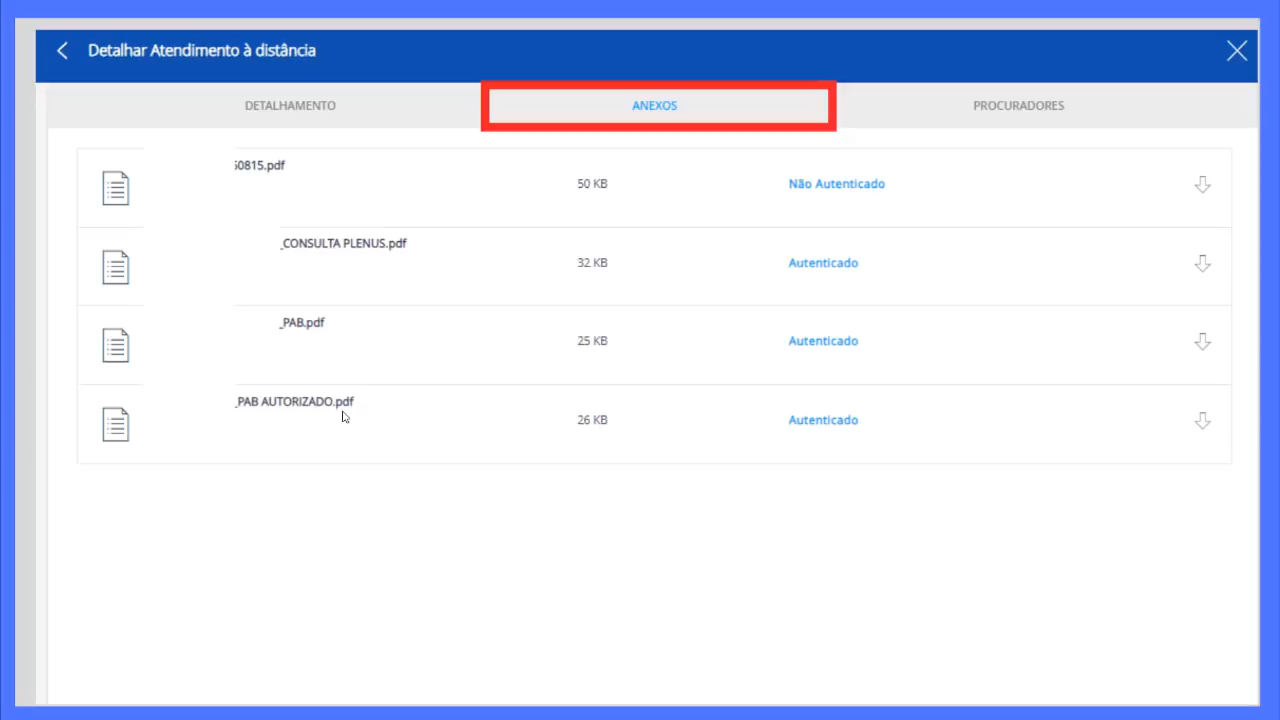 Detalhar Atendimento à distância
DETALHAMENTO
ANEXOS
PROCURADORES
0815.pdf
50 KB
Não Autenticado
_CONSULTA PLENUS.pdf
32 KB
Autenticado
_PAB.pdf
25 KB
Autenticado
_PAB AUTORIZADO.pdf
26 KB
Autenticado